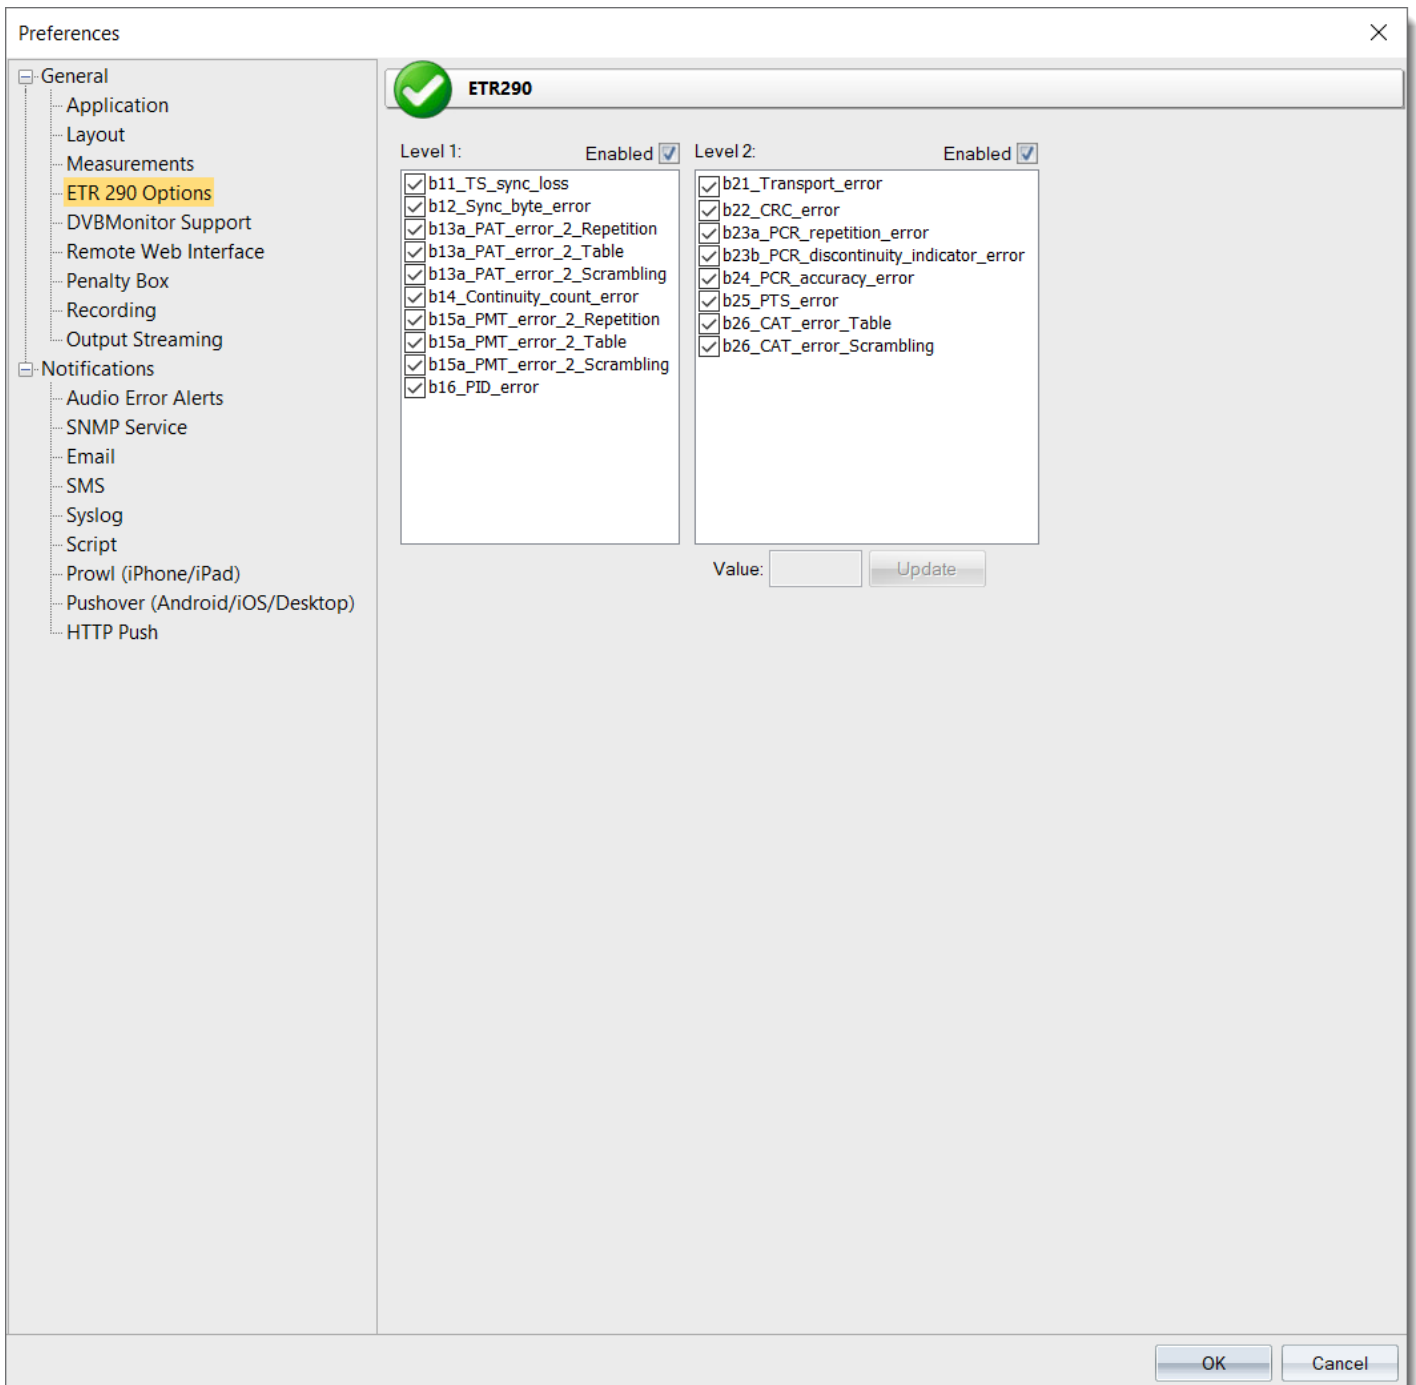 Preferences
General
Application
Layout
Measurements
ETR 290 Options
DVBMonitor Support
Remote Web Interface
Penalty Box
Recording
Output Streaming
Notifications
Audio Error Alerts
SNMP Service
Email
SMS
Syslog
Script
Prowl (iPhone/iPad)
Pushover (Android/iOS/Desktop)
HTTP Push
ETR290
Level 1: Enabled
b11_TS_sync_loss
b12_Sync_byte_error
b13a_PAT_error_2_Repetition
b13a_PAT_error_2_Table
b13a_PAT_error_2_Scrambling
b14_Continuity_count_error
b15a_PMT_error_2_Repetition
b15a_PMT_error_2_Table
b15a_PMT_error_2_Scrambling
b16_PID_error
Level 2: Enabled
b21_Transport_error
b22_CRC_error
b23a_PCR_repetition_error
b23b_PCR_discontinuity_indicator_error
b24_PCR_accuracy_error
b25_PTS_error
b26_CAT_error_Table
b26_CAT_error_Scrambling
Value: Update
OK Cancel